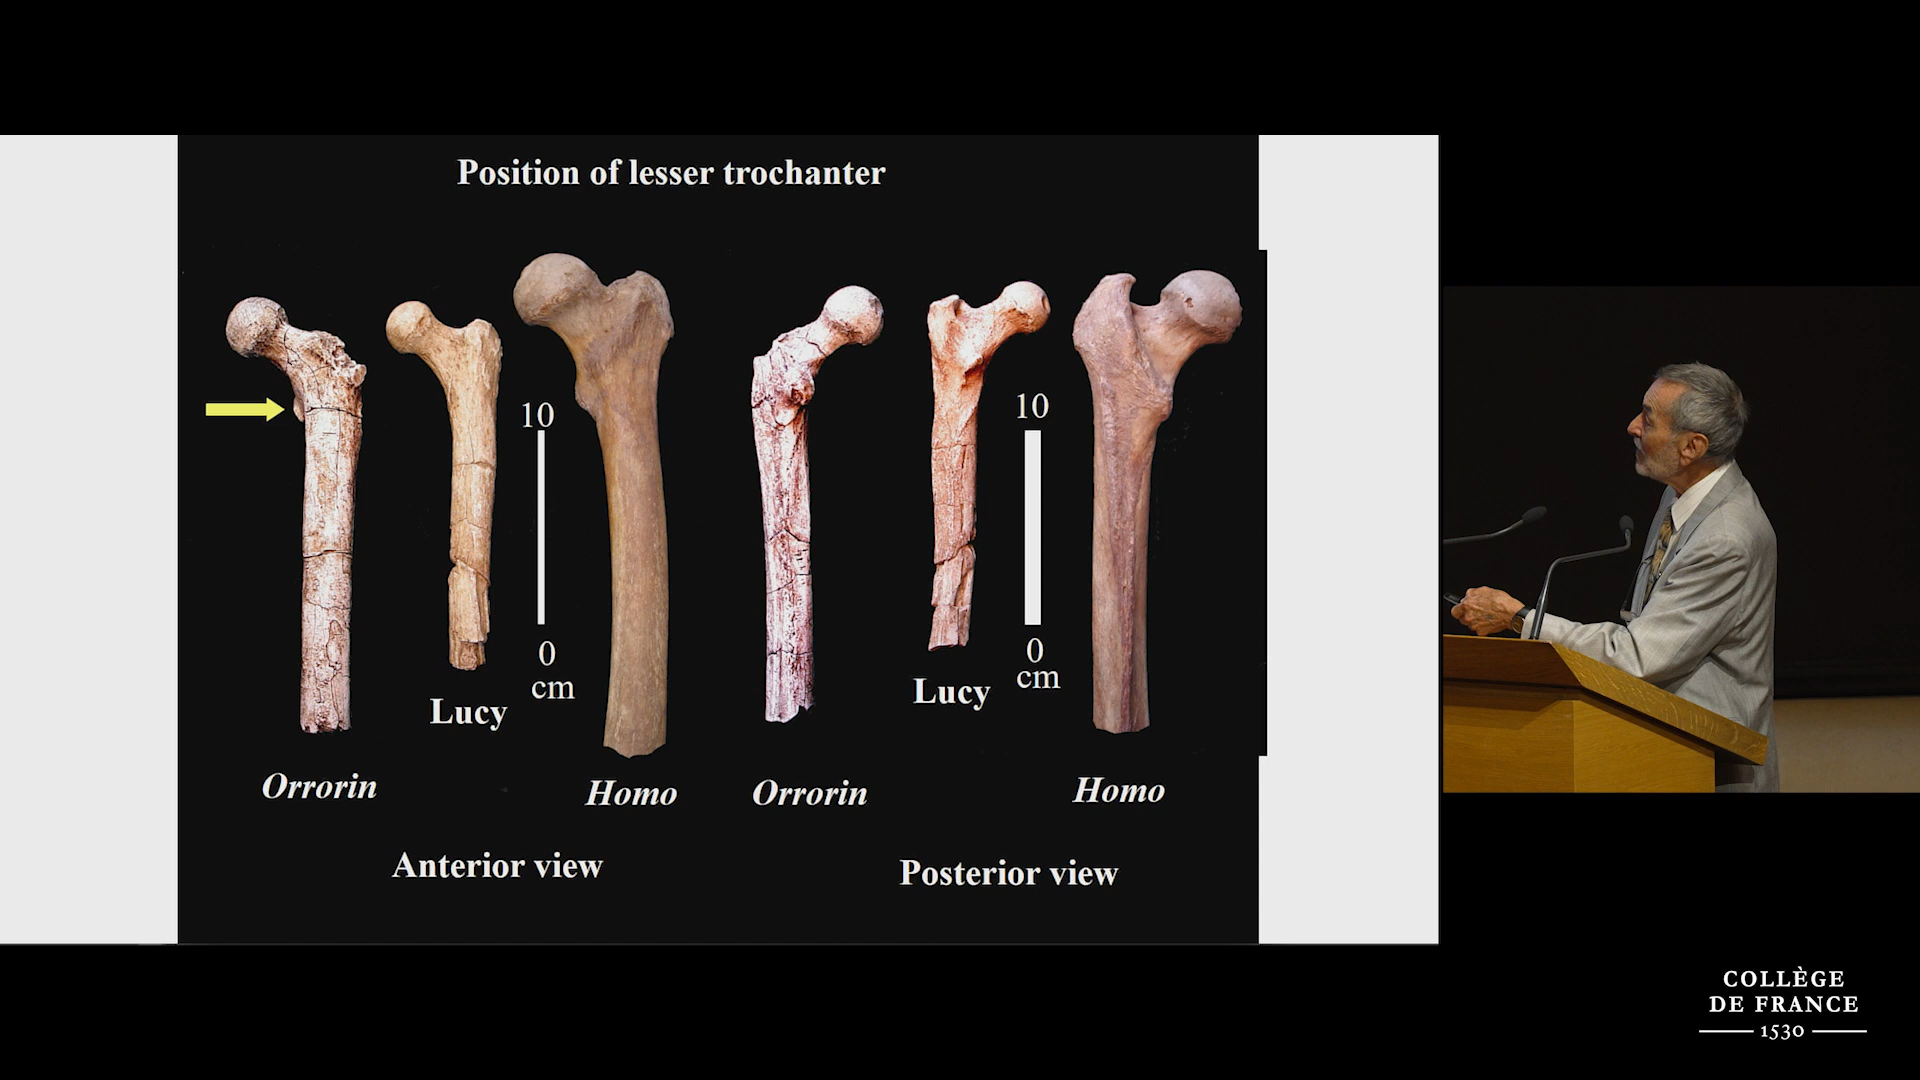 Position of lesser trochanter
10
0
cm
Lucy
Orrorin
Homo
Anterior view
10
0
cm
Lucy
Orrorin
Homo
Posterior view
COLLÈGE
DE FRANCE
1530